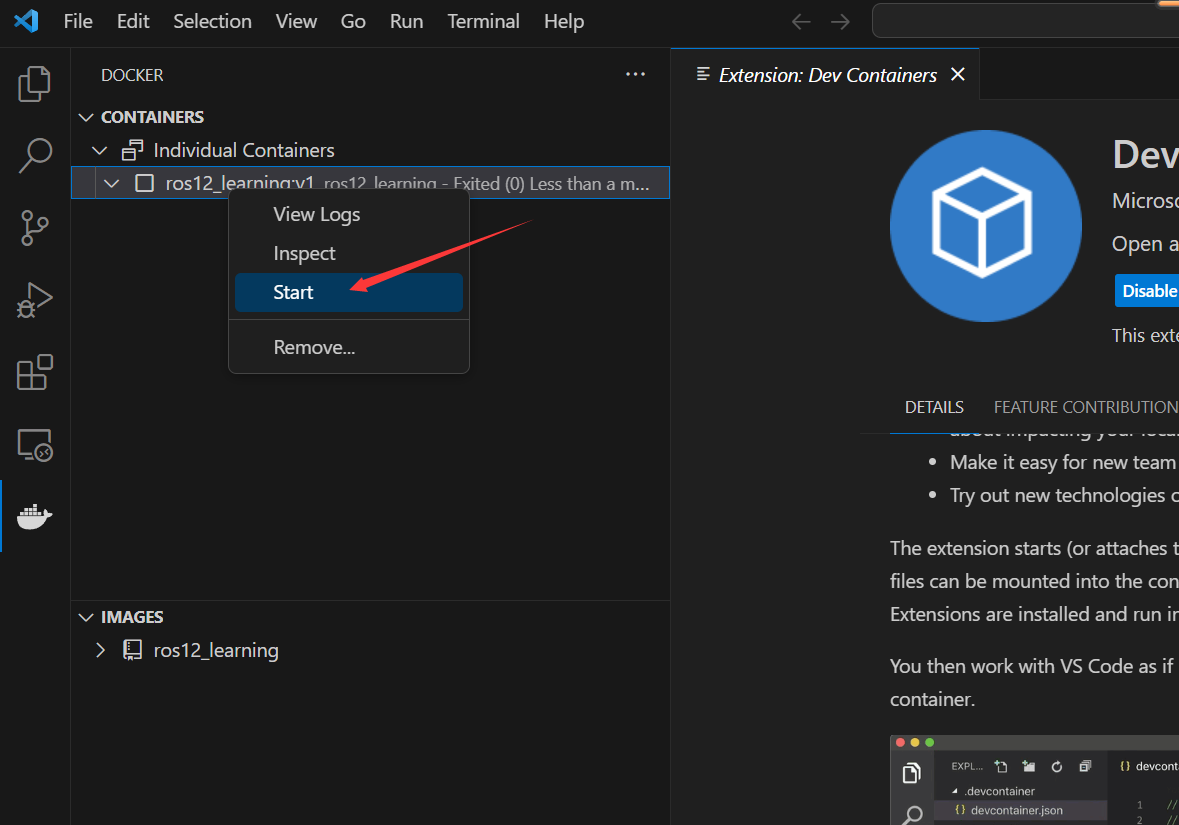 File Edit Selection View Go Run Terminal Help
DOCKER
Extension: Dev Containers
CONTAINERS
Individual Containers
ros12_learning:v1 ros12_learning - Exited (0) Less than a m...
View Logs
Inspect
Start
Remove...
IMAGES
ros12_learning
Dev
Microso
Open a
Disable
This exte
DETAILS FEATURE CONTRIBUTION
about impacting your loca
Make it easy for new team
Try out new technologies
The extension starts (or attaches t
files can be mounted into the con
Extensions are installed and run in
You then work with VS Code as if
container.
EXPL... {} devconta
.devcontainer
{} devcontainer.json
1 //
2 //